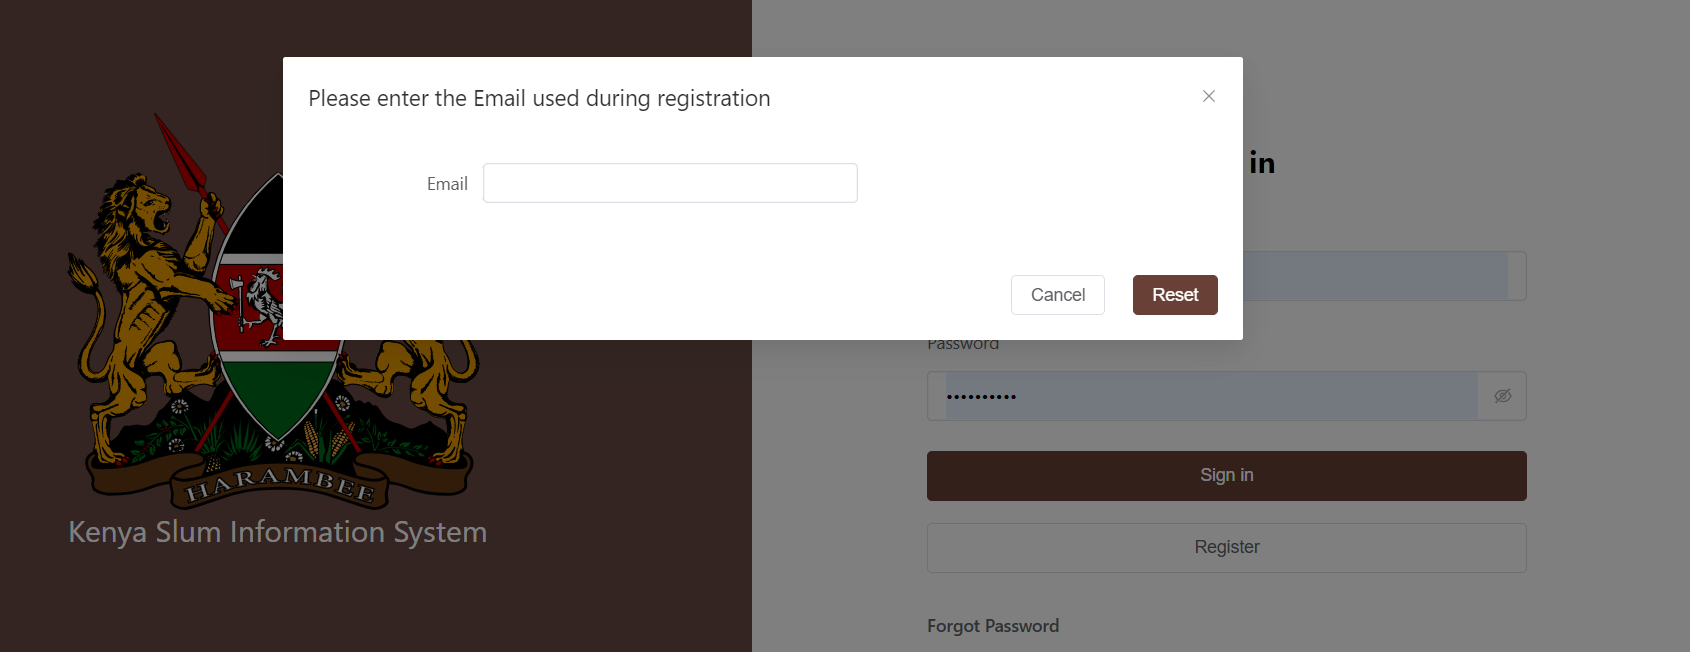 Please enter the Email used during registration
Email
Cancel
Reset
in
Password
••••••••••
Sign in
Register
Forgot Password
HARAMBEE
Kenya Slum Information System